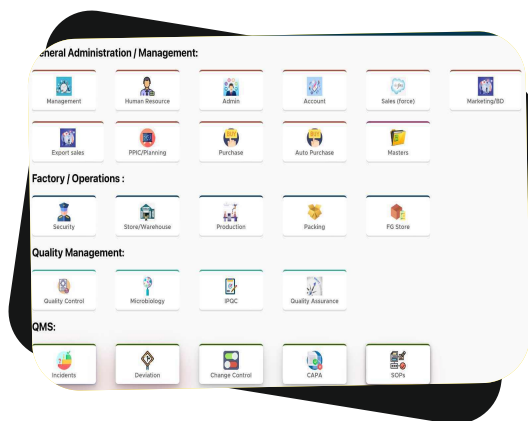 eneral Administration / Management:
Management Human Resource Admin Account Sales (force) Marketing/BD
Export sales PPIC/Planning Purchase Auto Purchase Masters
Factory / Operations :
Security Store/Warehouse Production Packing FG Store
Quality Management:
Quality Control Microbiology IPQC Quality Assurance
QMS:
Incidents Deviation Change Control CAPA SOPs